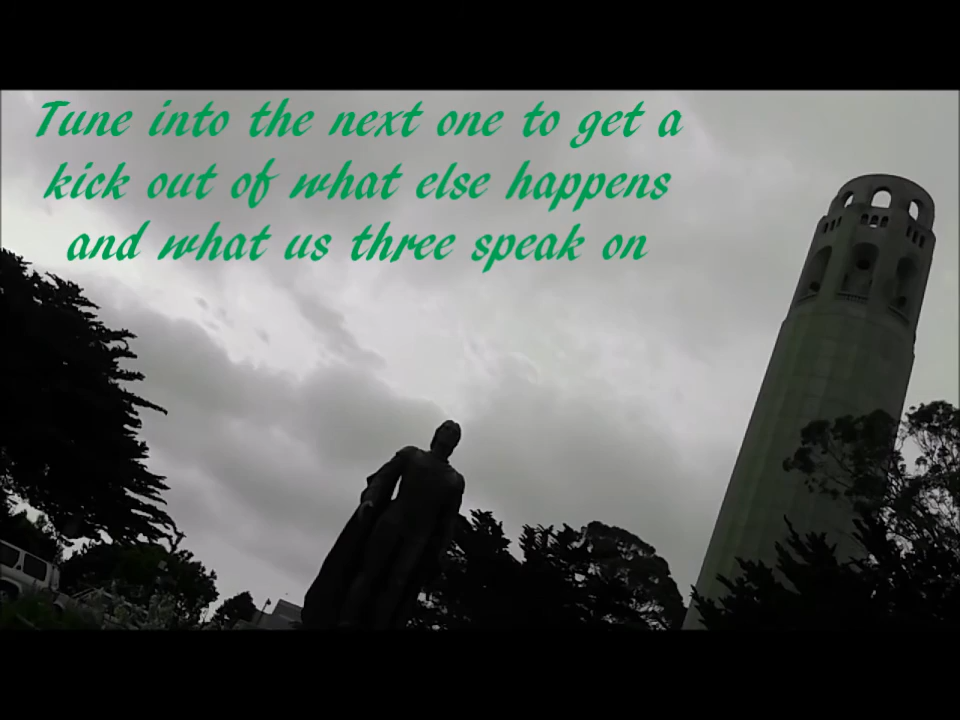 Tune into the next one to get a
kick out of what else happens
and what us three speak on